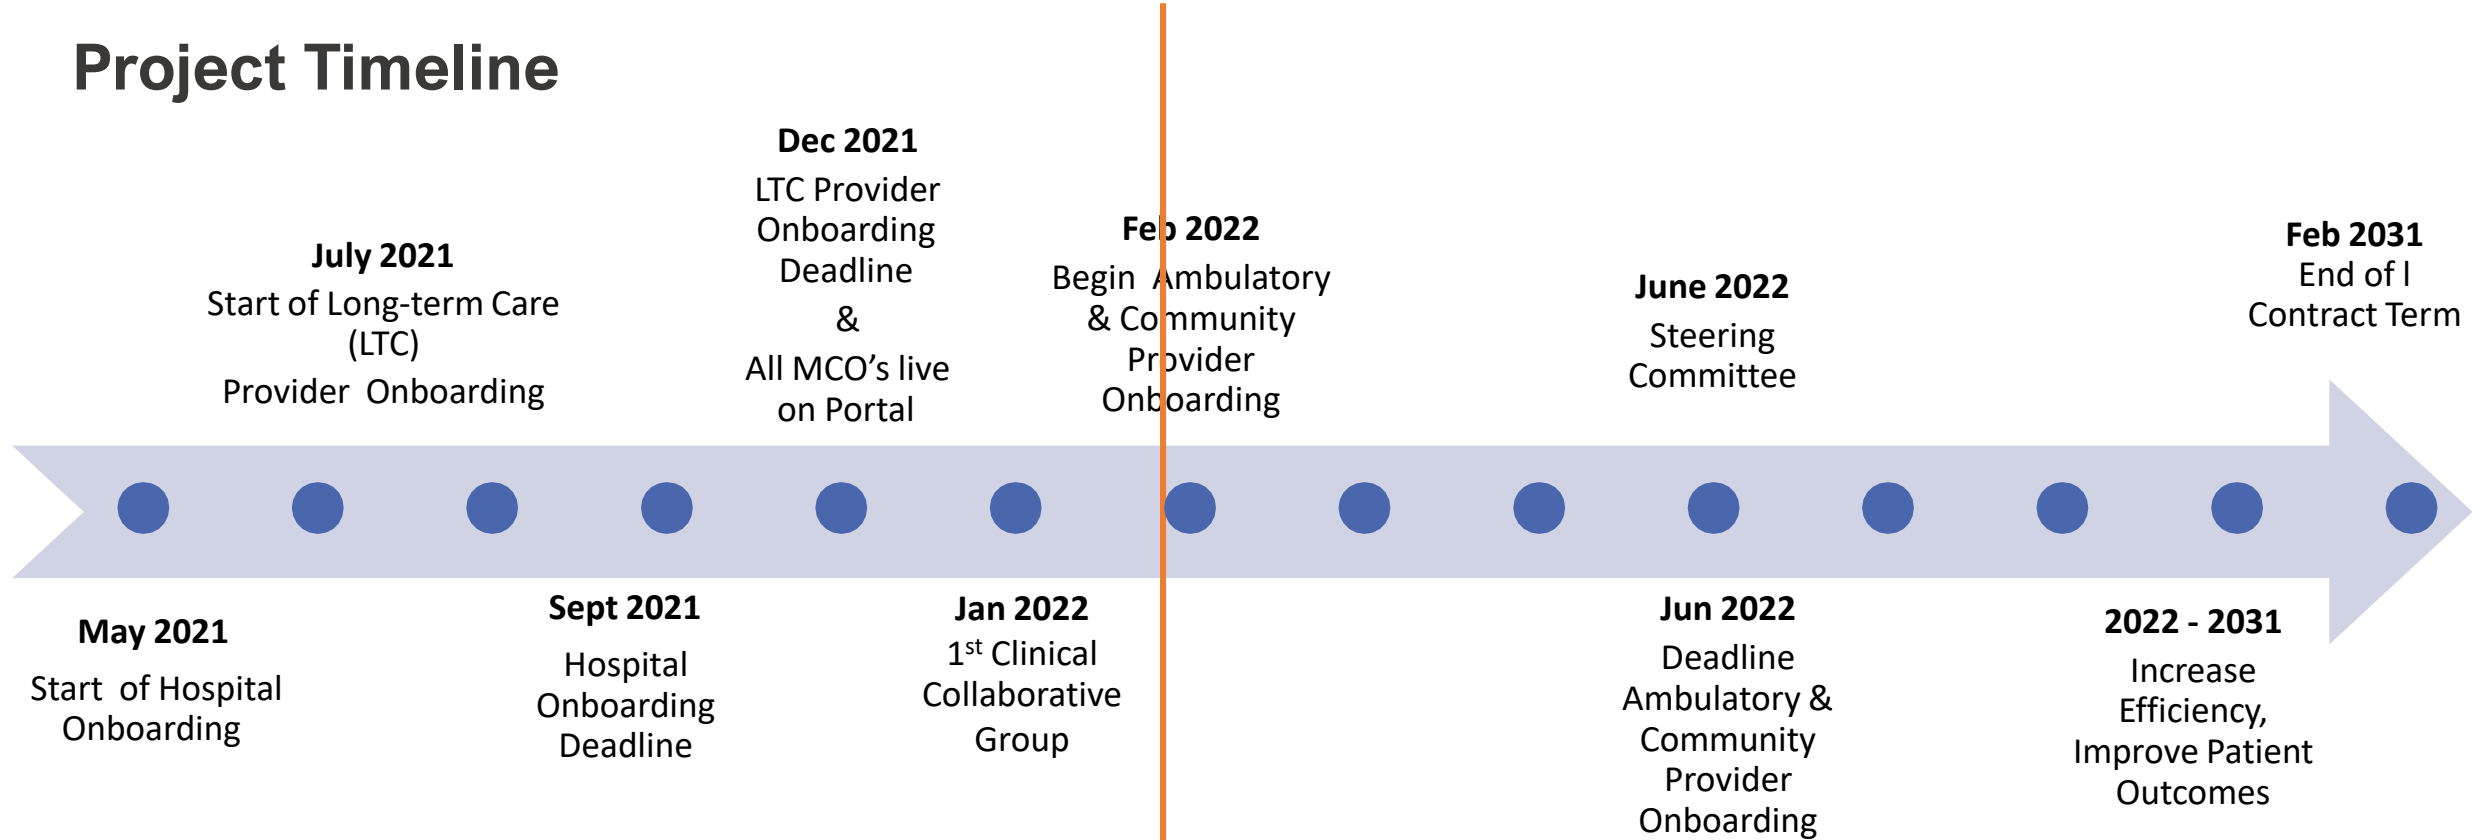 Project Timeline
Dec 2021
LTC Provider
Onboarding
Deadline
&
All MCO’s live
on Portal
July 2021
Start of Long-term Care
(LTC)
Provider Onboarding
Feb 2022
Begin Ambulatory
& Community
Provider
Onboarding
June 2022
Steering
Committee
Feb 2031
End of l
Contract Term
May 2021
Start of Hospital
Onboarding
Sept 2021
Hospital
Onboarding
Deadline
Jan 2022
1st Clinical
Collaborative
Group
Jun 2022
Deadline
Ambulatory &
Community
Provider
Onboarding
2022 - 2031
Increase
Efficiency,
Improve Patient
Outcomes